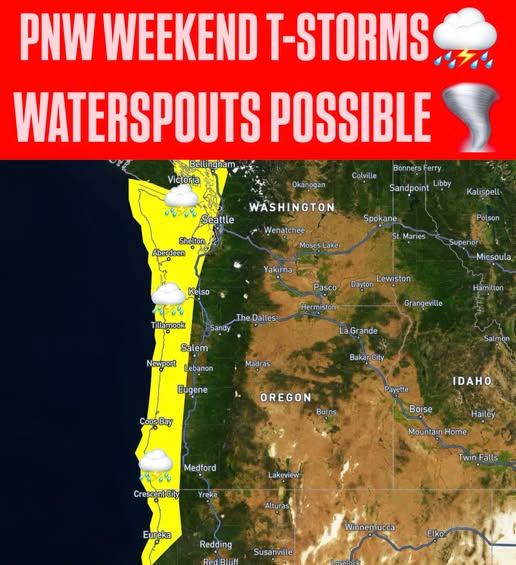 PNW WEEKEND T-STORMS
WATERSPOUTS POSSIBLE
Bellingham
Bonners Ferry
Colville
Victoria
Okanogan
Sandpoint
Libby
Kalispell
WASHINGTON
Seattle
Spokane
Polson
Wenatchee
St. Maries
Shelton
Moses Lake
Superior
Aberdeen
Missoula
Yakima
Lewiston
Pasco
Dayton
Hamilton
Kelso
Grangeville
Hermiston
Tillamook
Sandy
The Dalles
La Grande
Salmon
Salem
Baker City
Newport
Lebanon
Madras
IDAHO
Eugene
Payette
OREGON
Burns
Boise
Hailey
Coos Bay
Mountain Home
Twin Falls
Medford
Lakeview
Crescent City
Yreka
Alturas
Winnemucca
Eureka
Elko
Redding
Susanville
Red Bluff
Lovelock